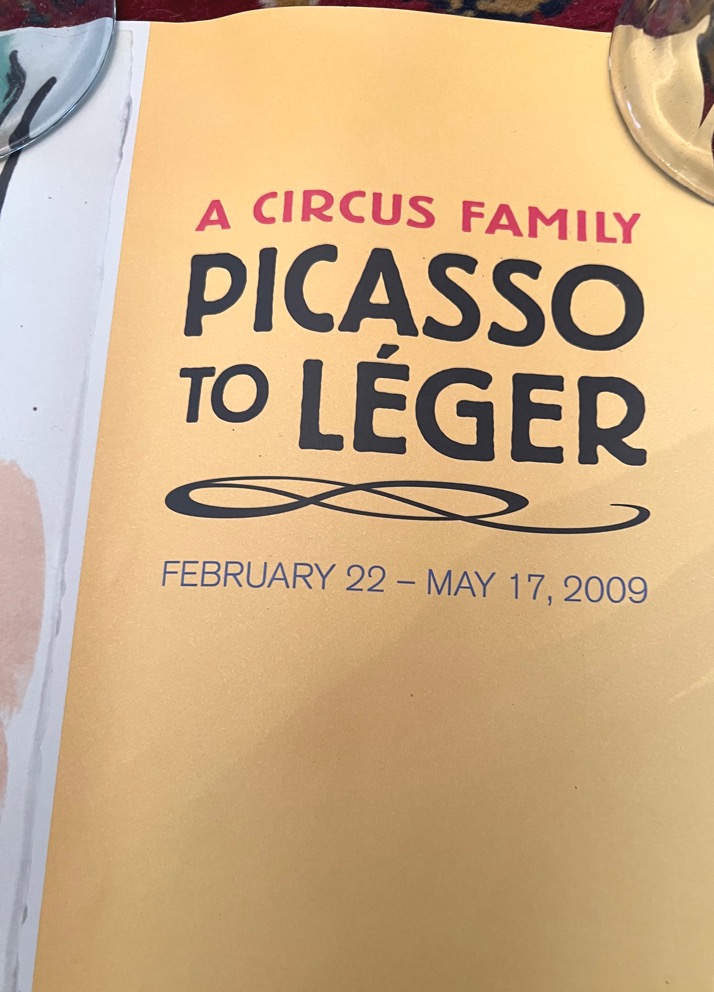 A CIRCUS FAMILY
PICASSO
TO LÉGER
FEBRUARY 22 – MAY 17, 2009